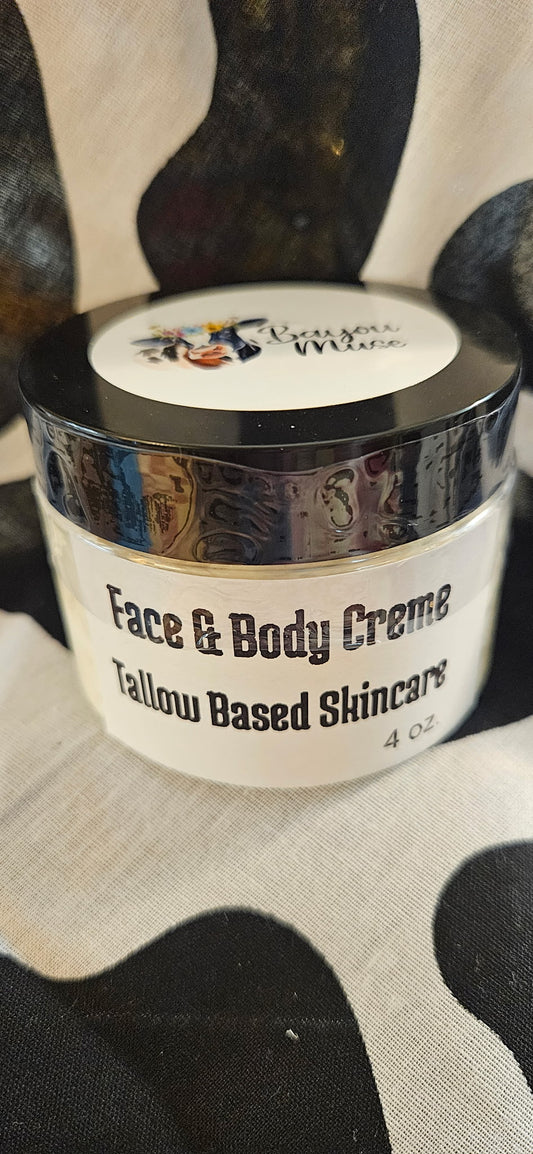 Bayou
Muse
Face & Body Creme
Tallow Based Skincare
4 oz.